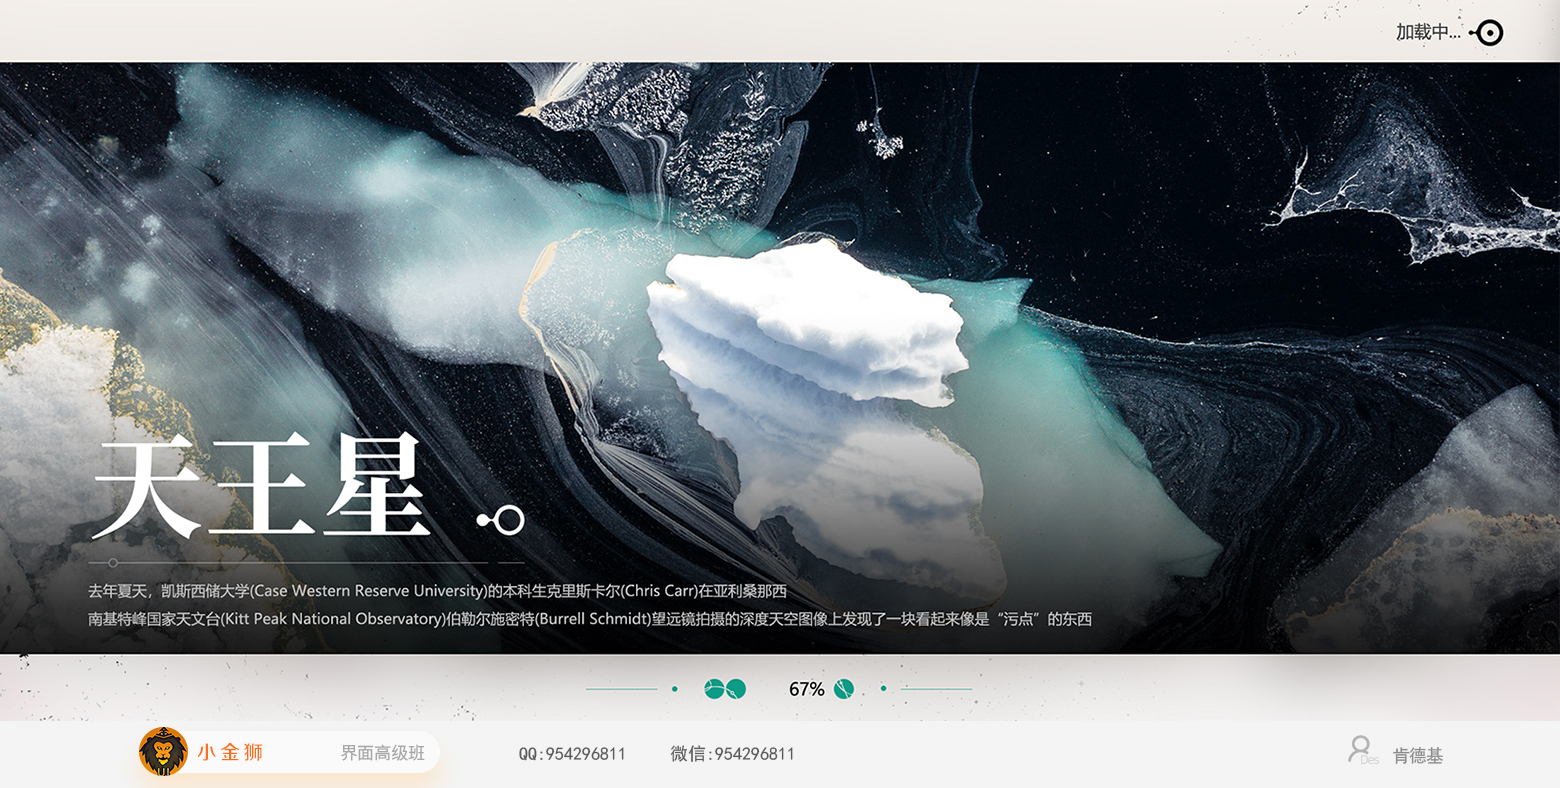 加载中...
天王星
去年夏天，凯斯西储大学(Case Western Reserve University)的本科生克里斯卡尔(Chris Carr)在亚利桑那西
南基特峰国家天文台(Kitt Peak National Observatory)伯勒尔施密特(Burrell Schmidt)望远镜拍摄的深度天空图像上发现了一块看起来像是“污点”的东西
67%
小金狮 界面高级班 QQ:954296811 微信:954296811 Des 肯德基